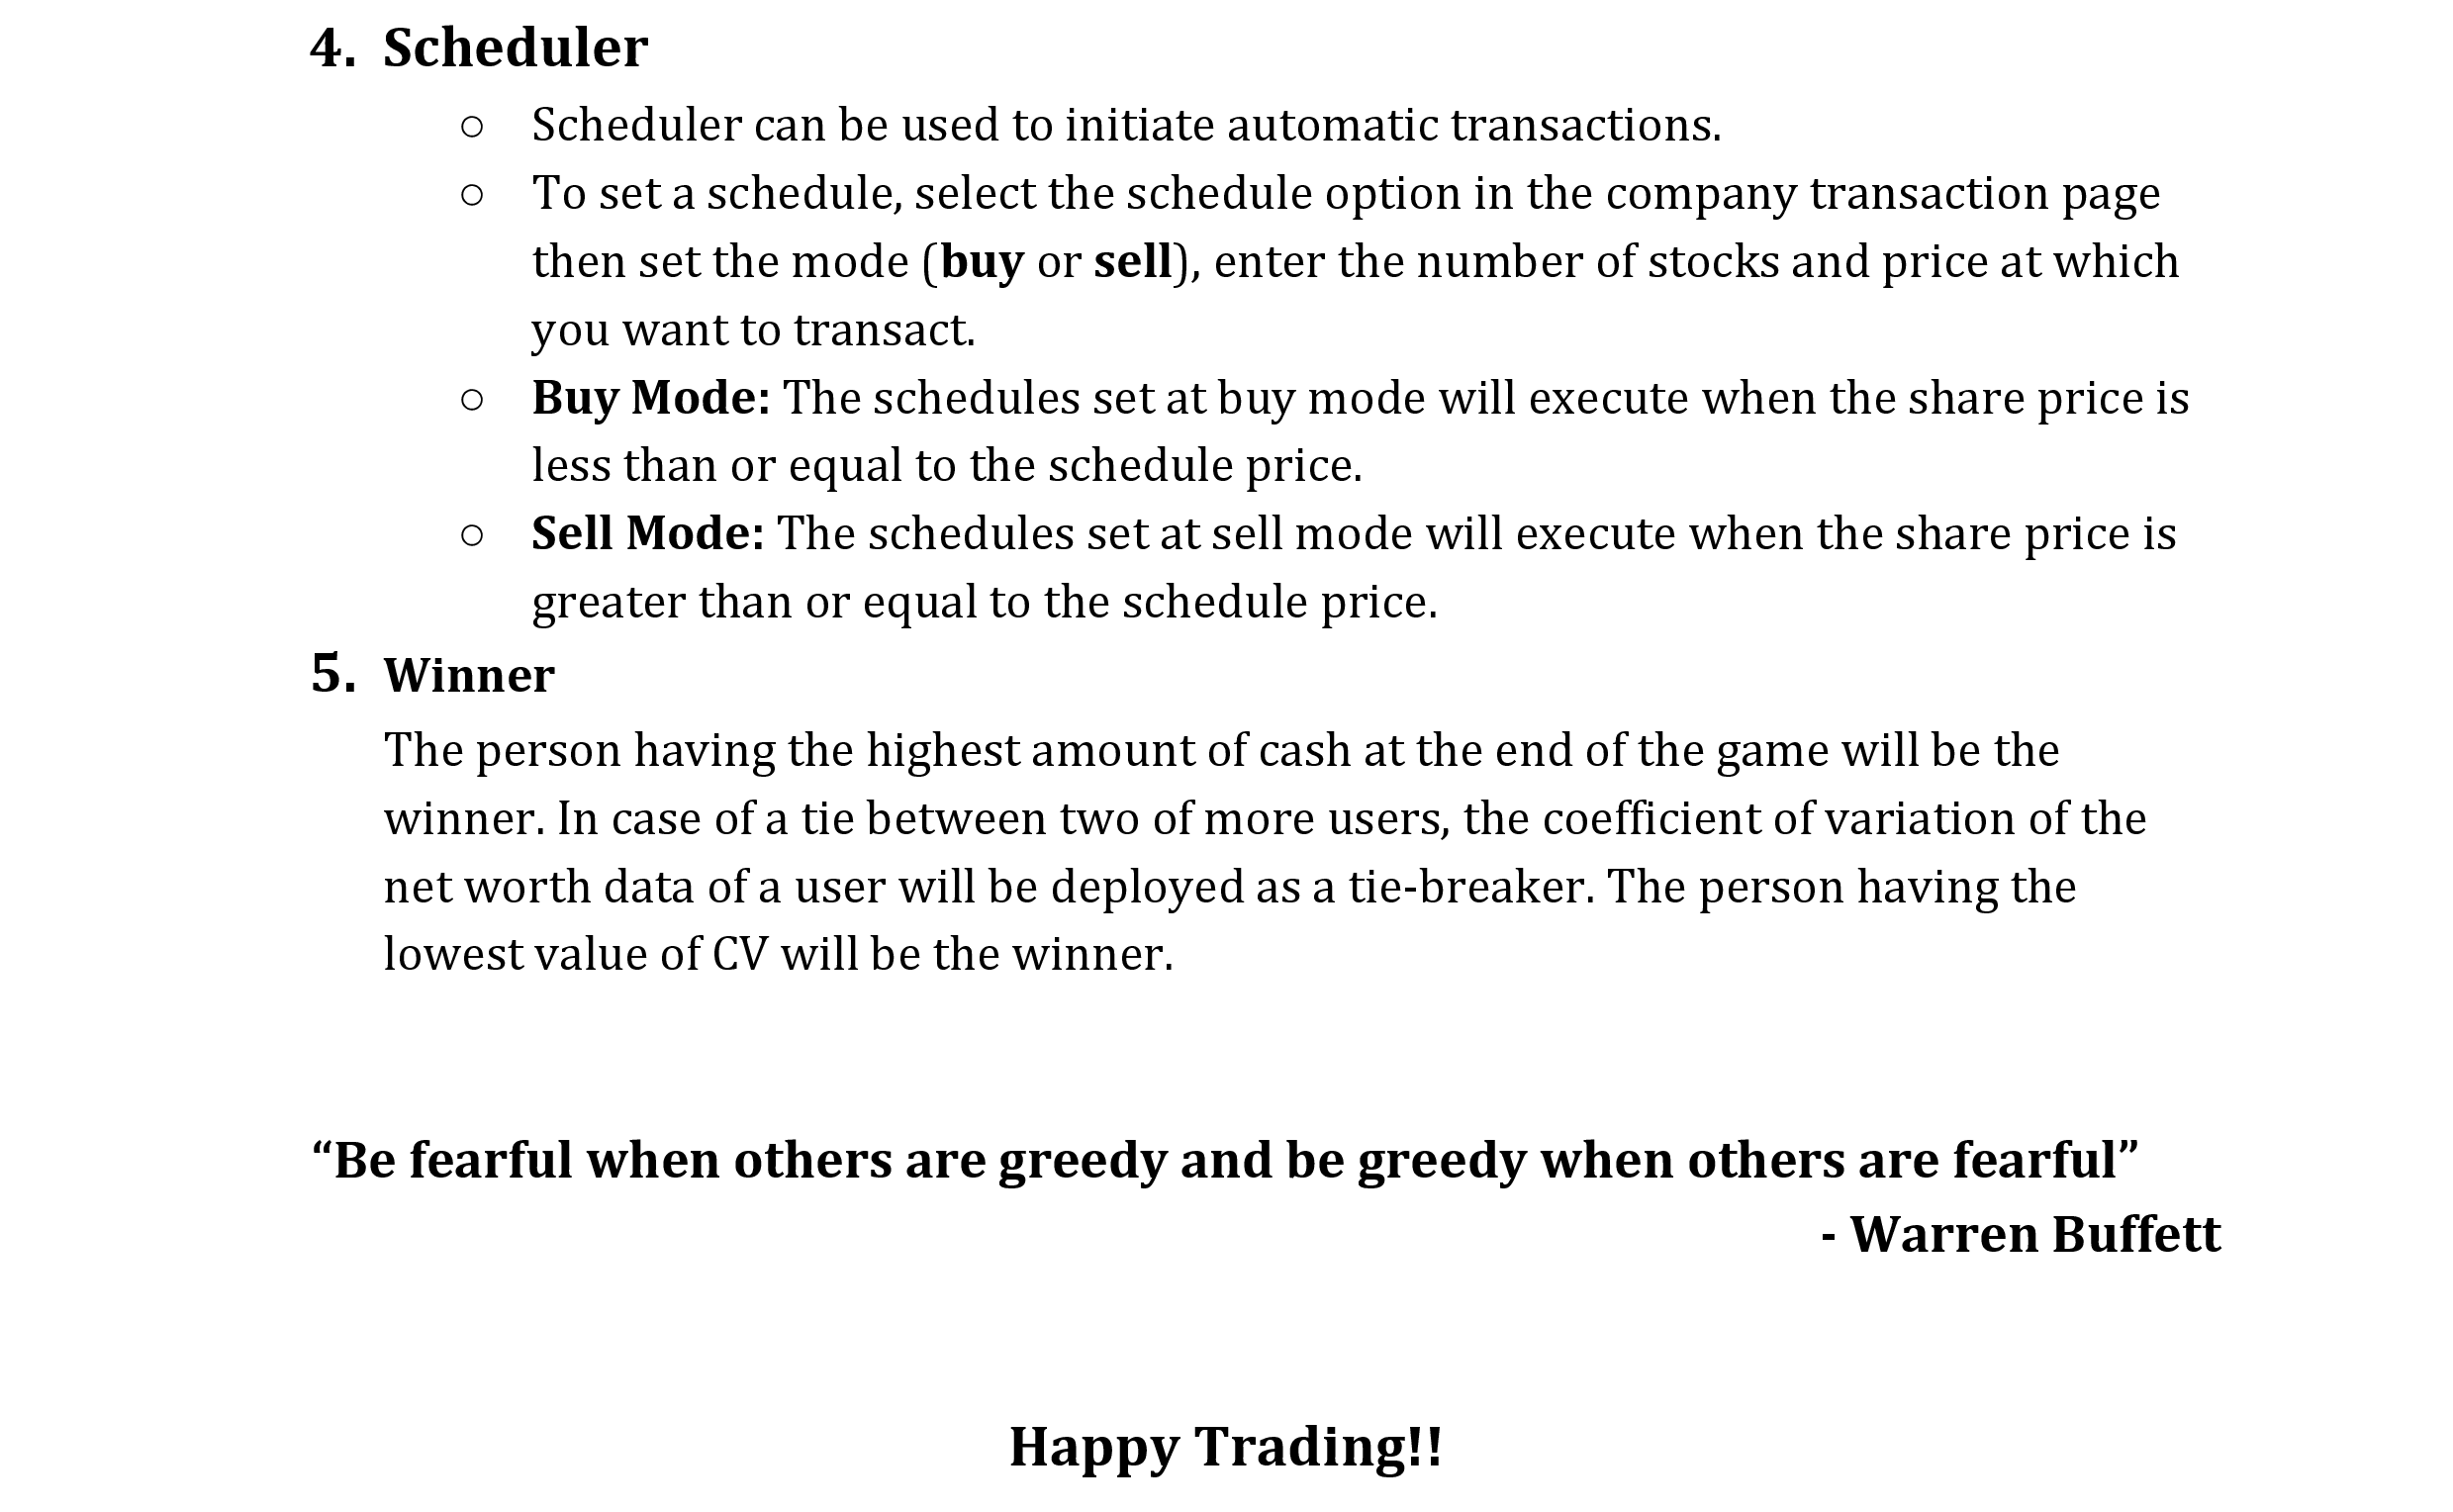 4. Scheduler
○ Scheduler can be used to initiate automatic transactions.
○ To set a schedule, select the schedule option in the company transaction page
then set the mode (buy or sell), enter the number of stocks and price at which
you want to transact.
○ Buy Mode: The schedules set at buy mode will execute when the share price is
less than or equal to the schedule price.
○ Sell Mode: The schedules set at sell mode will execute when the share price is
greater than or equal to the schedule price.
5. Winner
The person having the highest amount of cash at the end of the game will be the
winner. In case of a tie between two of more users, the coefficient of variation of the
net worth data of a user will be deployed as a tie-breaker. The person having the
lowest value of CV will be the winner.
“Be fearful when others are greedy and be greedy when others are fearful”
- Warren Buffett
Happy Trading!!